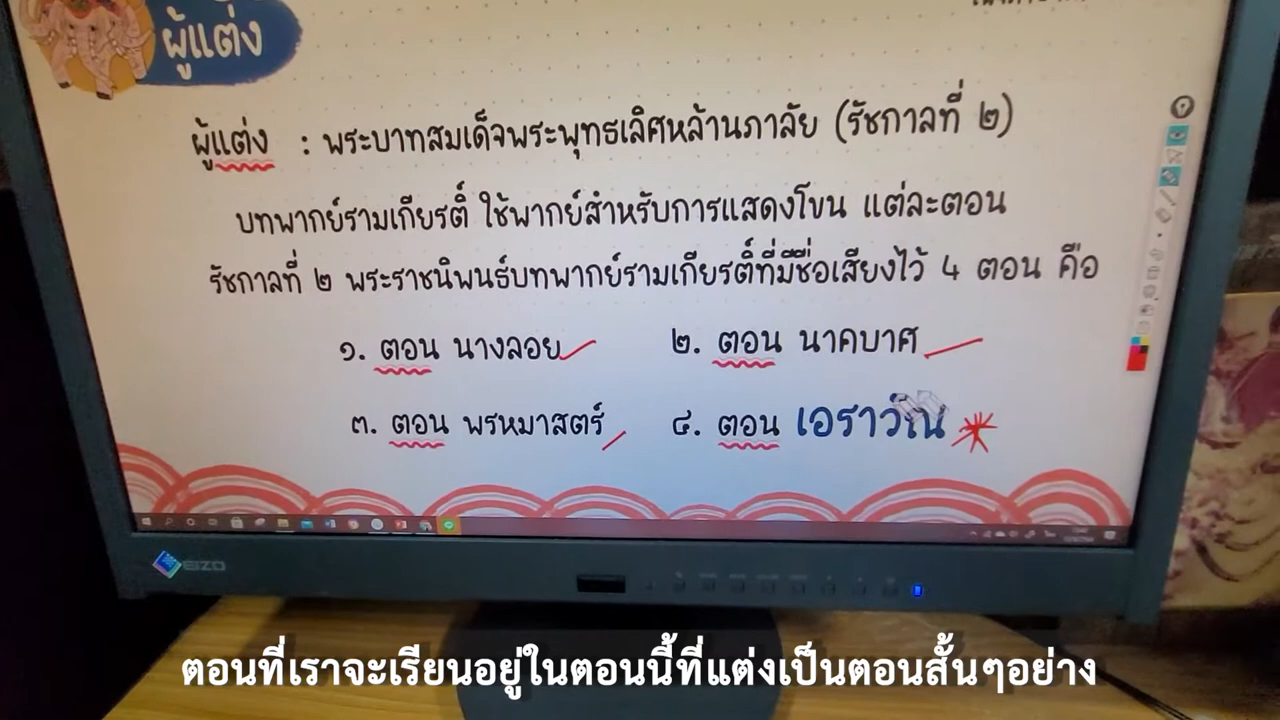 ผู้แต่ง
ผู้แต่ง : พระบาทสมเด็จพระพุทธเลิศหล้านภาลัย (รัชกาลที่ ๒)
บทพากย์รามเกียรติ์ ใช้พากย์สำหรับการแสดงโขน แต่ละตอน
รัชกาลที่ ๒ พระราชนิพนธ์บทพากย์รามเกียรติ์ที่มีชื่อเสียงไว้ 4 ตอน คือ
๑. ตอน นางลอย ๒. ตอน นาคบาศ
๓. ตอน พรหมาสตร์ ๔. ตอน เอราวัณ
EIZO
ตอนที่เราจะเรียนอยู่ในตอนนี้ที่แต่งเป็นตอนสั้นๆอย่าง